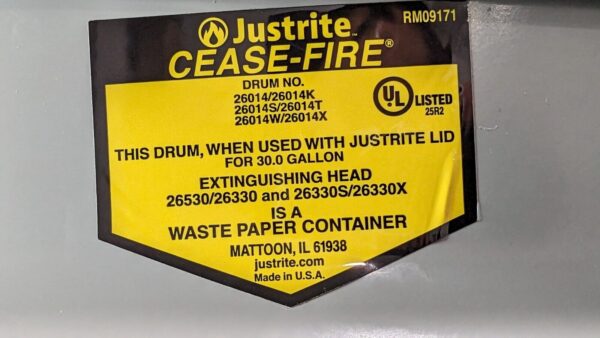 RM09171
Justrite™
CEASE-FIRE®
DRUM NO.
26014/26014K
26014S/26014T
26014W/26014X
UL LISTED
25R2
THIS DRUM, WHEN USED WITH JUSTRITE LID
FOR 30.0 GALLON
EXTINGUISHING HEAD
26530/26330 and 26330S/26330X
IS A
WASTE PAPER CONTAINER
MATTOON, IL 61938
justrite.com
Made in U.S.A.